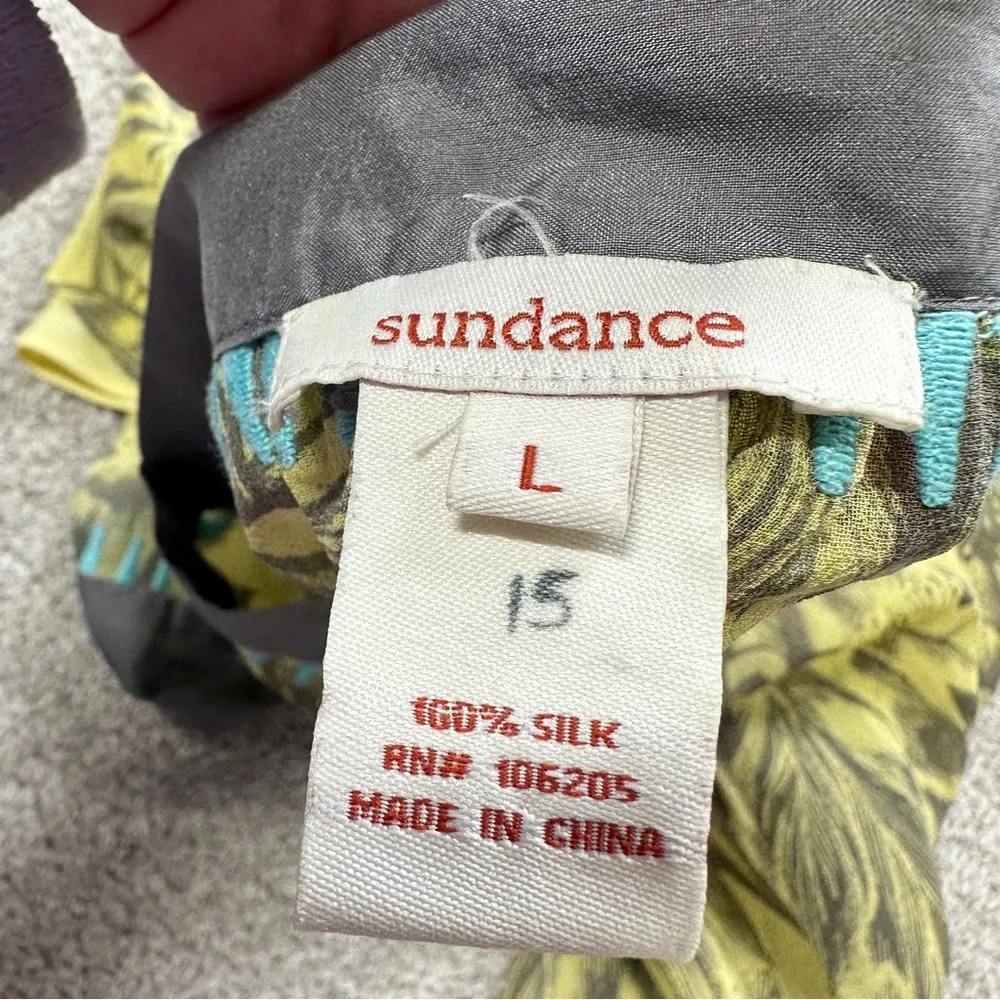 sundance
L
15
100% SILK
RN# 106205
MADE IN CHINA